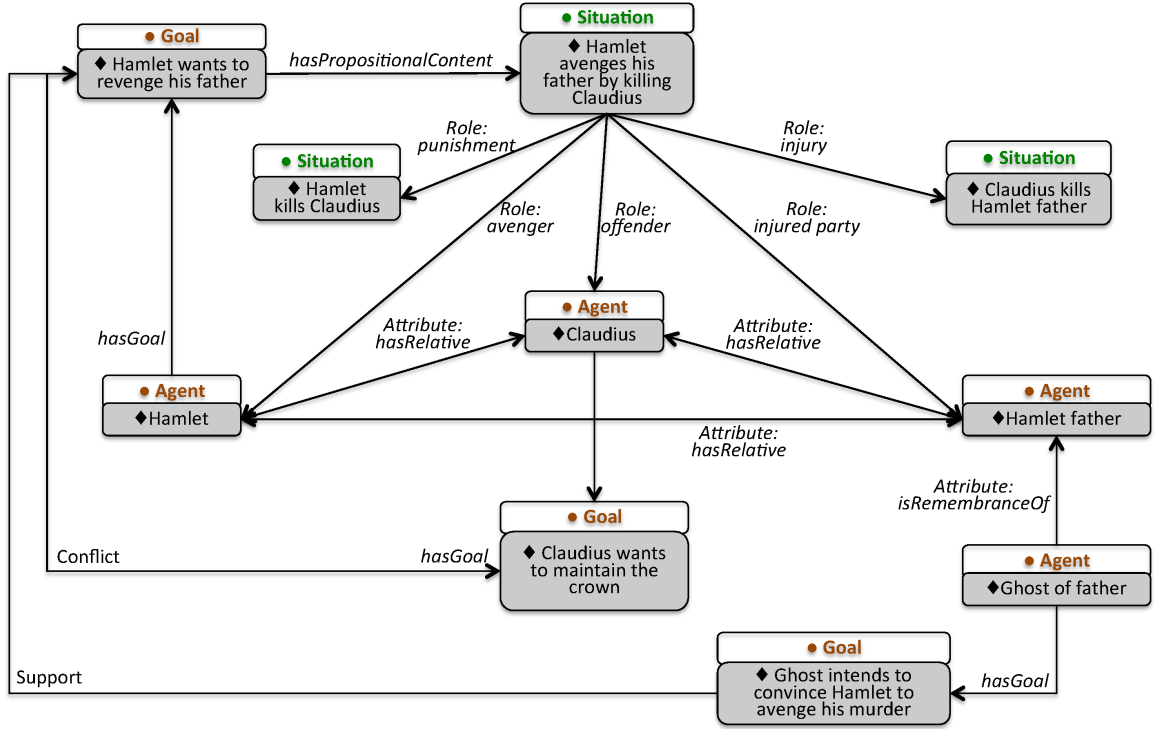 ● Situation
♦ Hamlet
avenges his
father by killing
Claudius
● Goal
♦ Hamlet wants to
revenge his father
hasPropositionalContent
Role:
punishment
Role:
injury
● Situation
♦ Hamlet
kills Claudius
● Situation
♦ Claudius kills
Hamlet father
Role:
avenger
Role:
offender
Role:
injured party
● Agent
♦Claudius
hasGoal
Attribute:
hasRelative
Attribute:
hasRelative
● Agent
♦Hamlet
● Agent
♦Hamlet father
Attribute:
hasRelative
Attribute:
isRemembranceOf
● Goal
♦ Claudius wants
to maintain the
crown
Conflict
hasGoal
● Agent
♦Ghost of father
● Goal
♦ Ghost intends to
convince Hamlet to
avenge his murder
Support
hasGoal